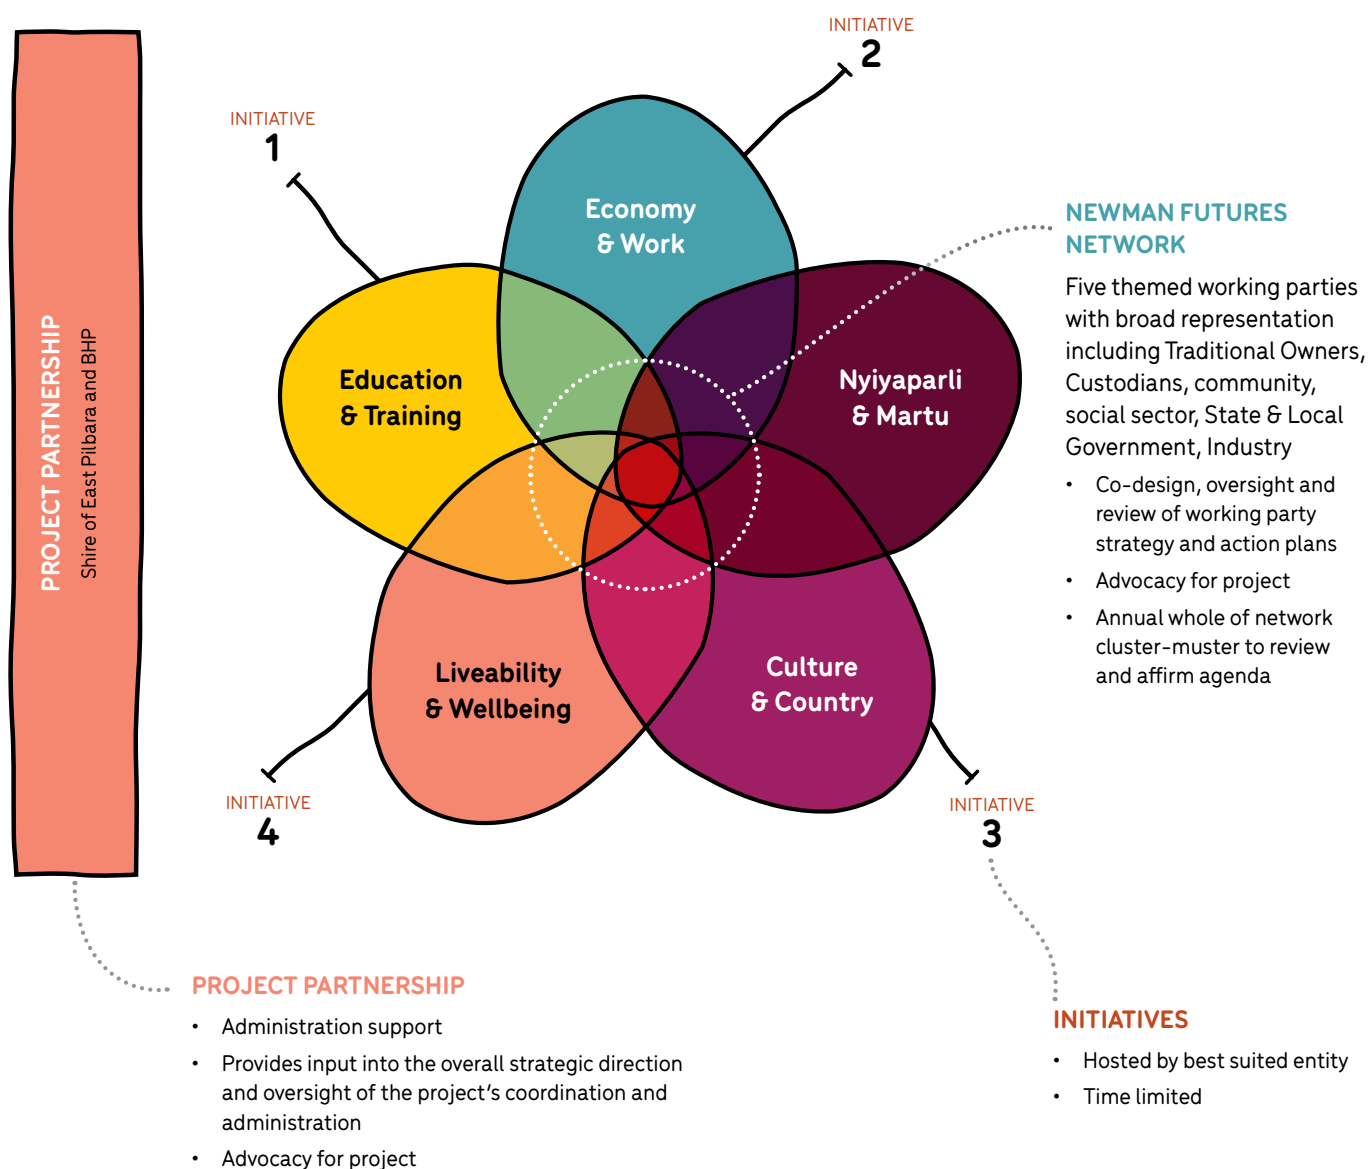 INITIATIVE
2
INITIATIVE
1
PROJECT PARTNERSHIP
Shire of East Pilbara and BHP
Economy
& Work
Education
& Training
Nyiyaparli
& Martu
Liveability
& Wellbeing
Culture
& Country
INITIATIVE
4
INITIATIVE
3
NEWMAN FUTURES
NETWORK
Five themed working parties
with broad representation
including Traditional Owners,
Custodians, community,
social sector, State & Local
Government, Industry
• Co-design, oversight and
review of working party
strategy and action plans
• Advocacy for project
• Annual whole of network
cluster-muster to review
and affirm agenda
PROJECT PARTNERSHIP
• Administration support
• Provides input into the overall strategic direction
and oversight of the project's coordination and
administration
• Advocacy for project
INITIATIVES
• Hosted by best suited entity
• Time limited